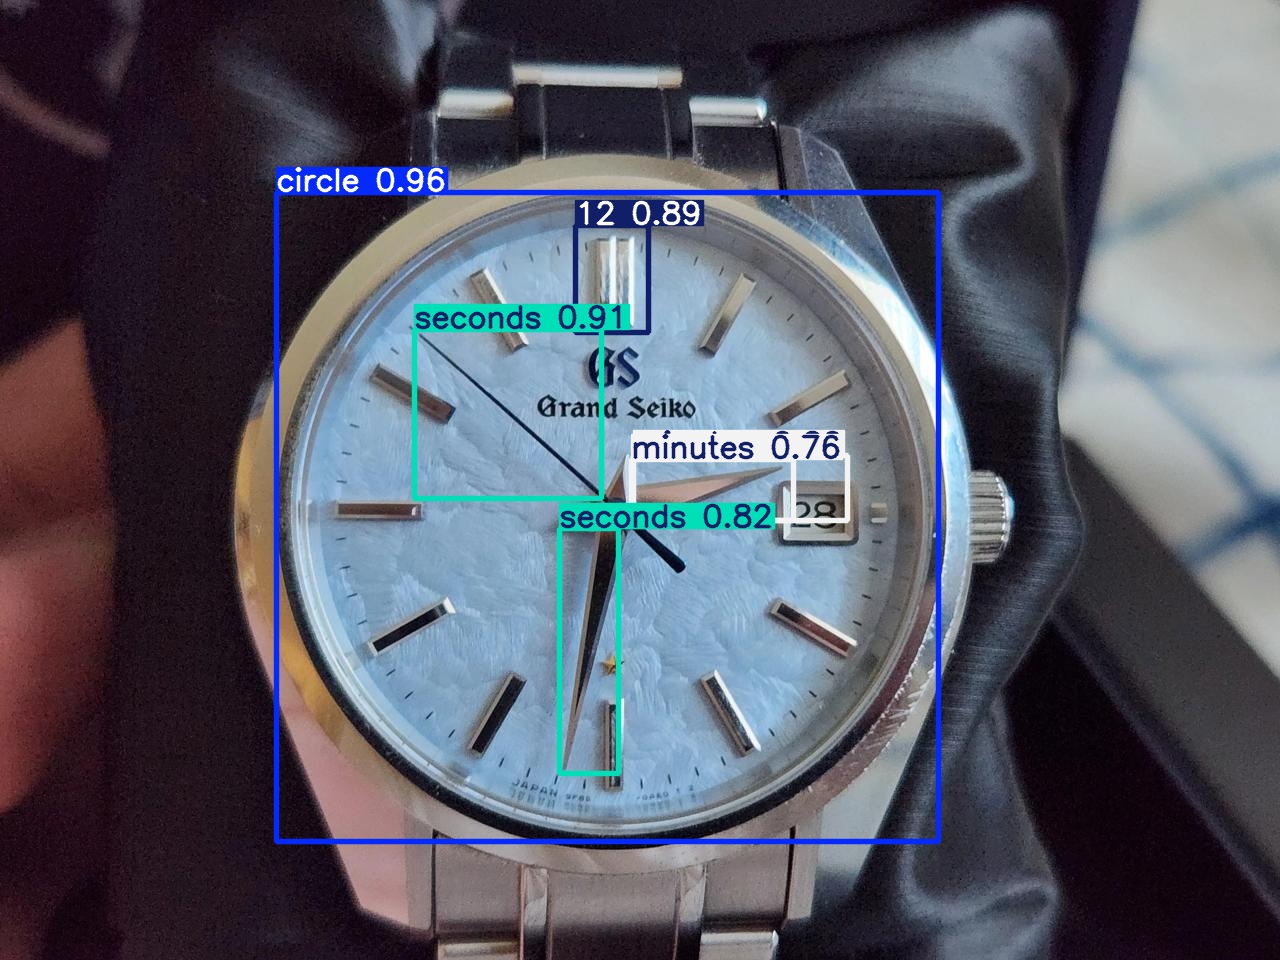 circle 0.96
12 0.89
seconds 0.91
GS
Grand Seiko
minutes 0.76
seconds 0.82
28
JAPAN